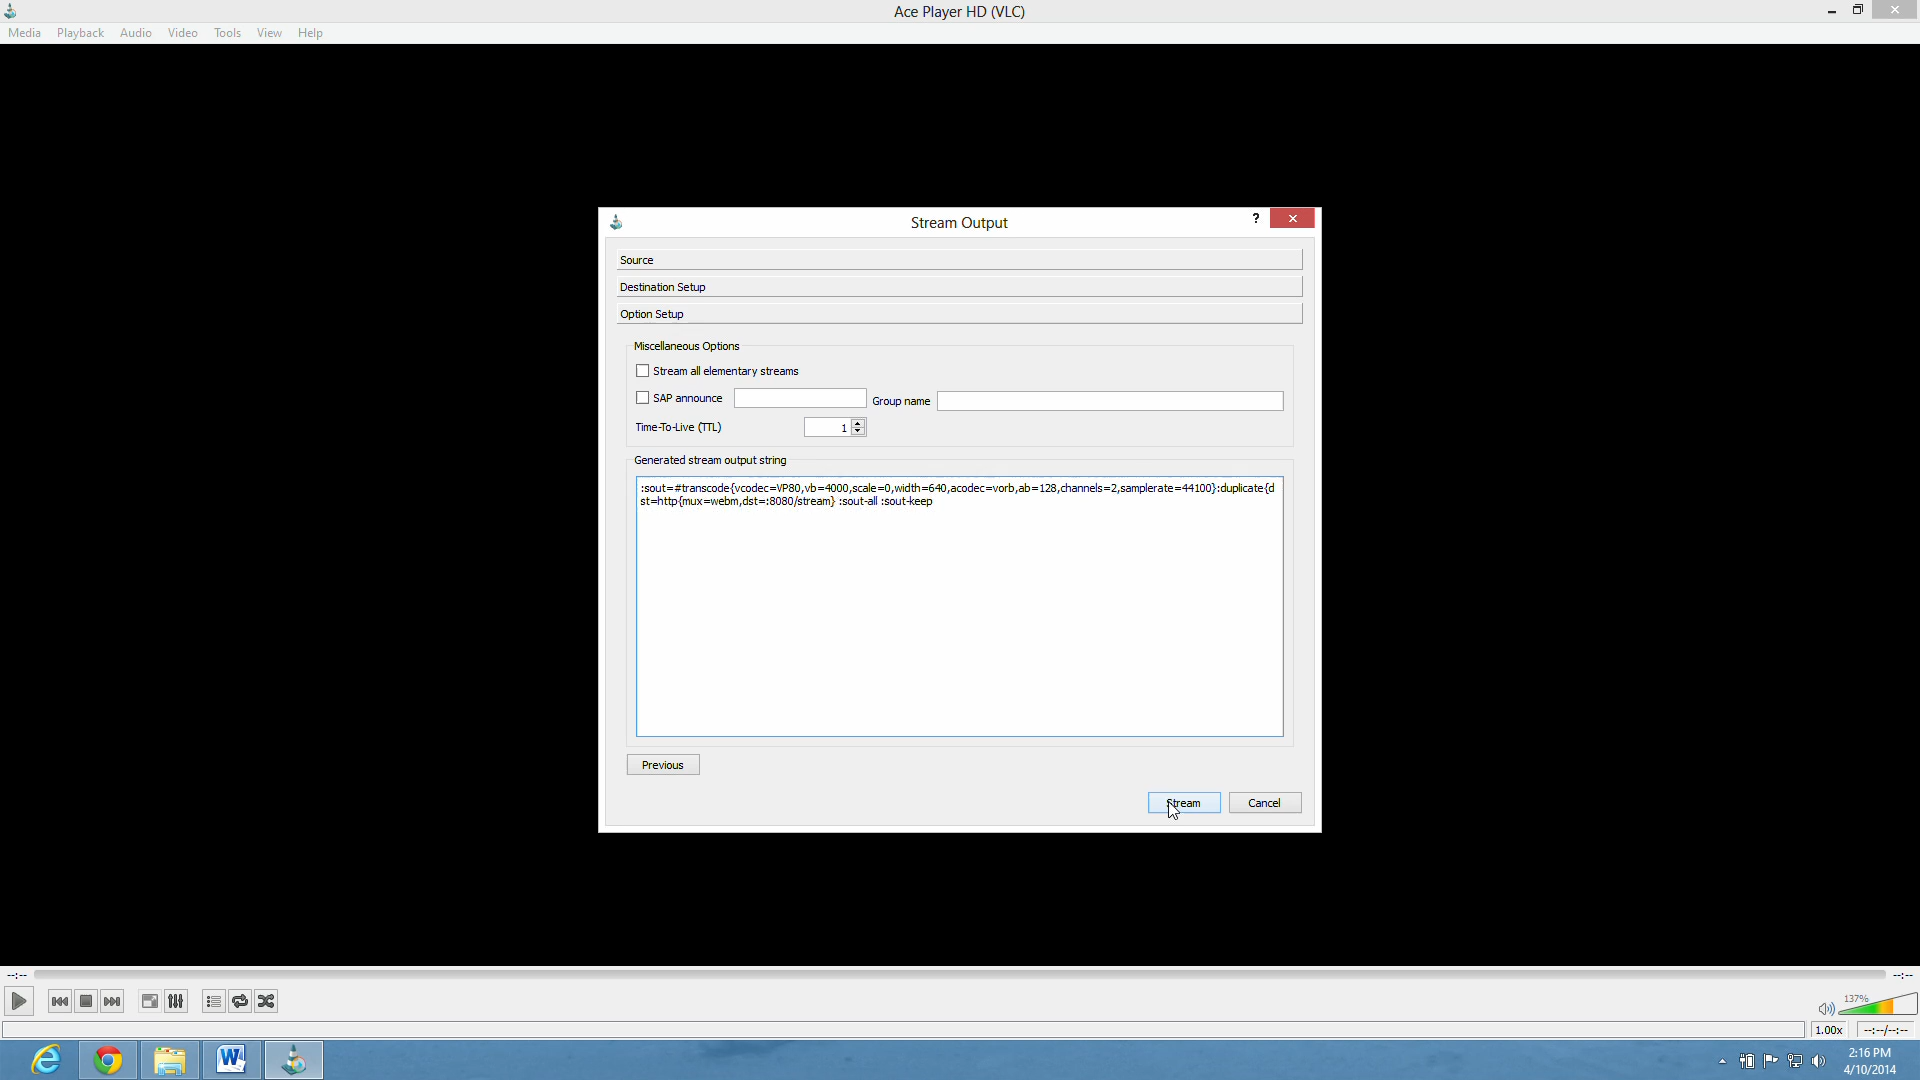 Ace Player HD (VLC)
Media Playback Audio Video Tools View Help
Stream Output
?
Source
Destination Setup
Option Setup
Miscellaneous Options
Stream all elementary streams
SAP announce Group name
Time-To-Live (TTL) 1
Generated stream output string
:sout=#transcode{vcodec=VP80,vb=4000,scale=0,width=640,acodec=vorb,ab=128,channels=2,samplerate=44100}:duplicate{d
st=http{mux=webm,dst=:8080/stream} :sout-all :sout-keep
Previous
Stream Cancel
--:-- --:--
137%
1.00x --:--/--:--
2:16 PM
4/10/2014